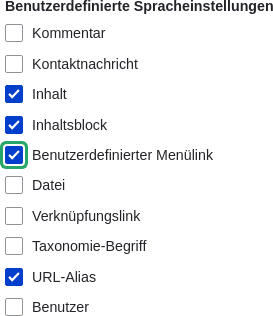 Benutzerdefinierte Spracheinstellungen
Kommentar
Kontaktnachricht
Inhalt
Inhaltsblock
Benutzerdefinierter Menülink
Datei
Verknüpfungslink
Taxonomie-Begriff
URL-Alias
Benutzer